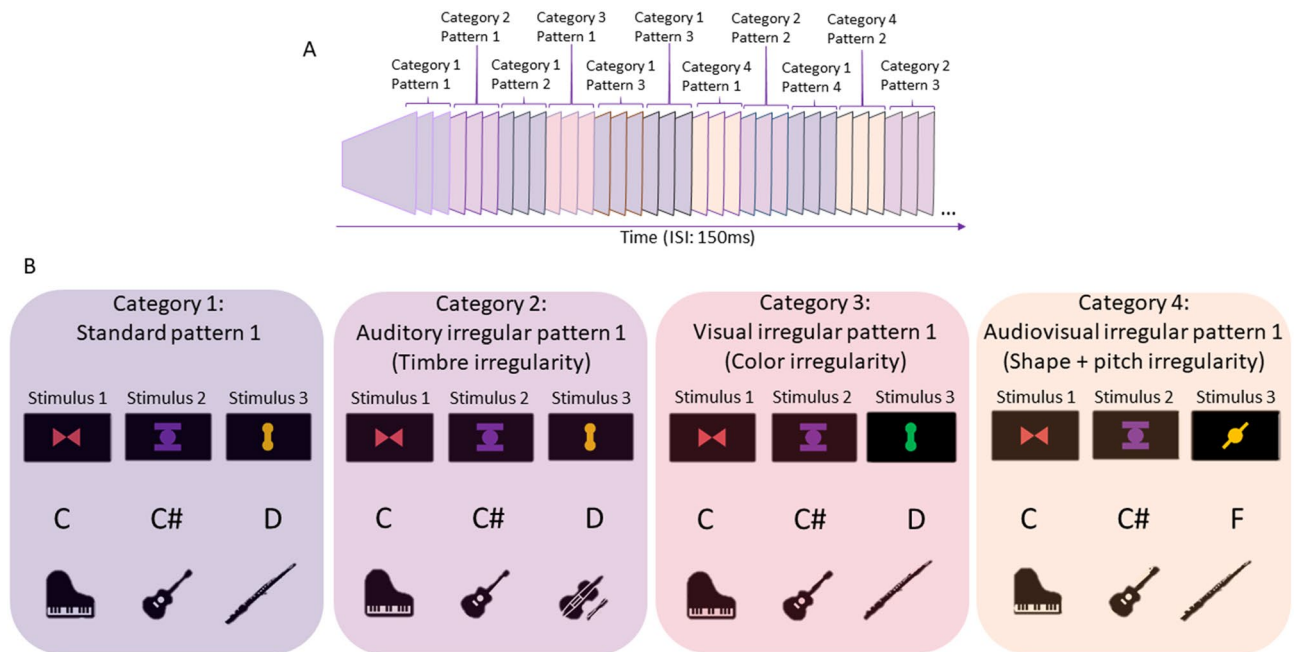 A
Category 2
Pattern 1
Category 3
Pattern 1
Category 1
Pattern 3
Category 2
Pattern 2
Category 4
Pattern 2
Category 1
Pattern 1
Category 1
Pattern 2
Category 1
Pattern 3
Category 4
Pattern 1
Category 1
Pattern 4
Category 2
Pattern 3
...
Time (ISI: 150ms)
B
Category 1:
Standard pattern 1
Stimulus 1 Stimulus 2 Stimulus 3
C C# D
Category 2:
Auditory irregular pattern 1
(Timbre irregularity)
Stimulus 1 Stimulus 2 Stimulus 3
C C# D
Category 3:
Visual irregular pattern 1
(Color irregularity)
Stimulus 1 Stimulus 2 Stimulus 3
C C# D
Category 4:
Audiovisual irregular pattern 1
(Shape + pitch irregularity)
Stimulus 1 Stimulus 2 Stimulus 3
C C# F